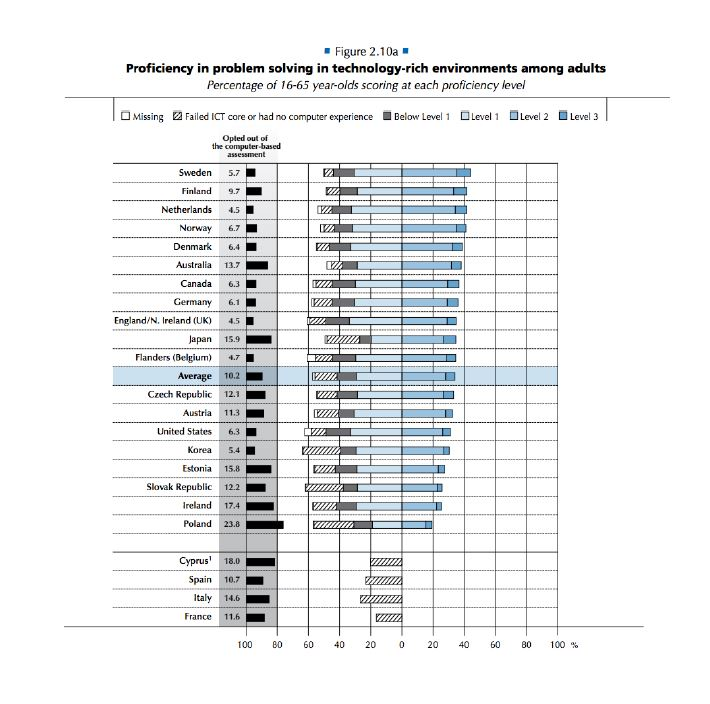 Figure 2.10a
Proficiency in problem solving in technology-rich environments among adults
Percentage of 16-65 year-olds scoring at each proficiency level
Missing Failed ICT core or had no computer experience Below Level 1 Level 1 Level 2 Level 3
Opted out of
the computer-based
assessment
Sweden 5.7
Finland 9.7
Netherlands 4.5
Norway 6.7
Denmark 6.4
Australia 13.7
Canada 6.3
Germany 6.1
England/N. Ireland (UK) 4.5
Japan 15.9
Flanders (Belgium) 4.7
Average 10.2
Czech Republic 12.1
Austria 11.3
United States 6.3
Korea 5.4
Estonia 15.8
Slovak Republic 12.2
Ireland 17.4
Poland 23.8
Cyprus¹ 18.0
Spain 10.7
Italy 14.6
France 11.6
100 80 60 40 20 0 20 40 60 80 100 %